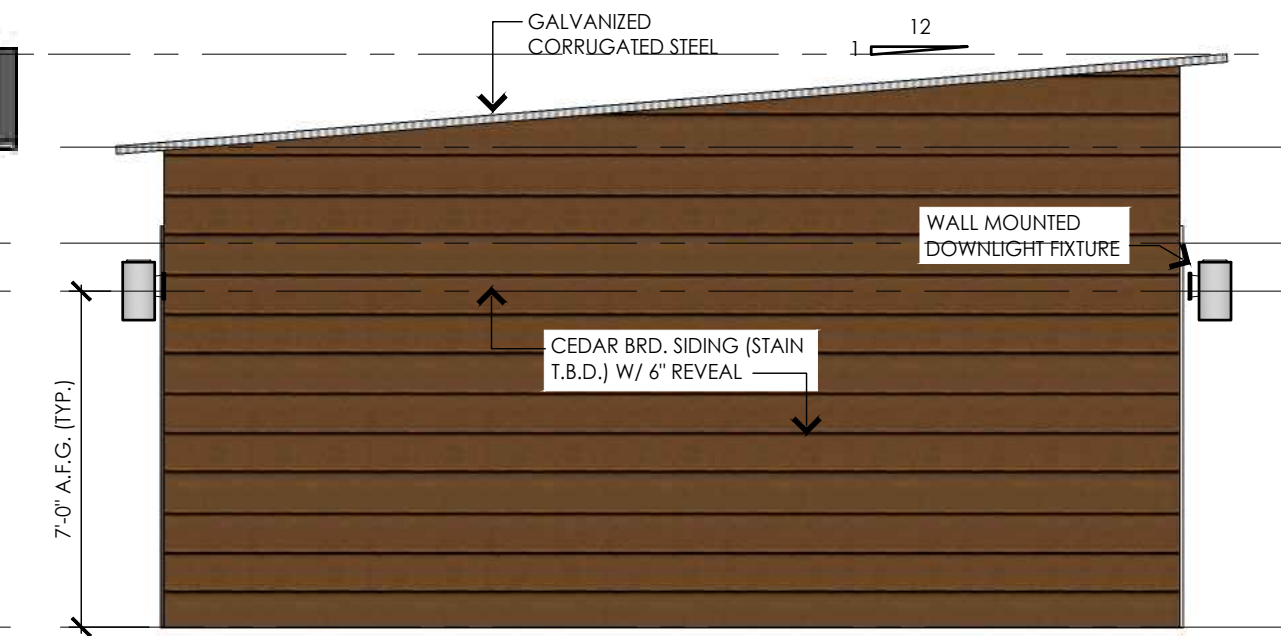 GALVANIZED
CORRUGATED STEEL
12
1
WALL MOUNTED
DOWNLIGHT FIXTURE
CEDAR BRD. SIDING (STAIN
T.B.D.) W/ 6" REVEAL
7'-0" A.F.G. (TYP.)